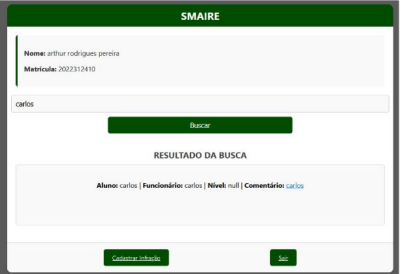 SMAIRE
Nome: arthur rodrigues pereira
Matrícula: 2022312410
carlos
Buscar
RESULTADO DA BUSCA
Aluno: carlos | Funcionário: carlos | Nível: null | Comentário: carlos
Cadastrar Infração
Sair